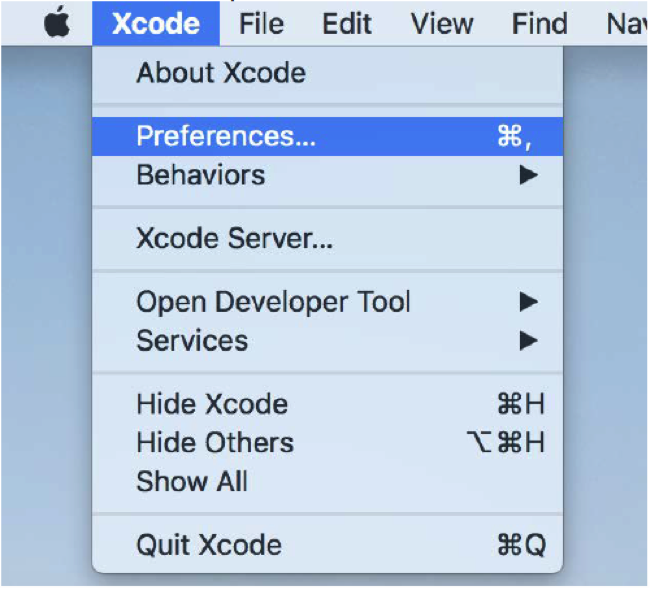 Xcode File Edit View Find Nav
About Xcode
Preferences... ⌘,
Behaviors ▶
Xcode Server...
Open Developer Tool ▶
Services ▶
Hide Xcode ⌘H
Hide Others ⌥⌘H
Show All
Quit Xcode ⌘Q